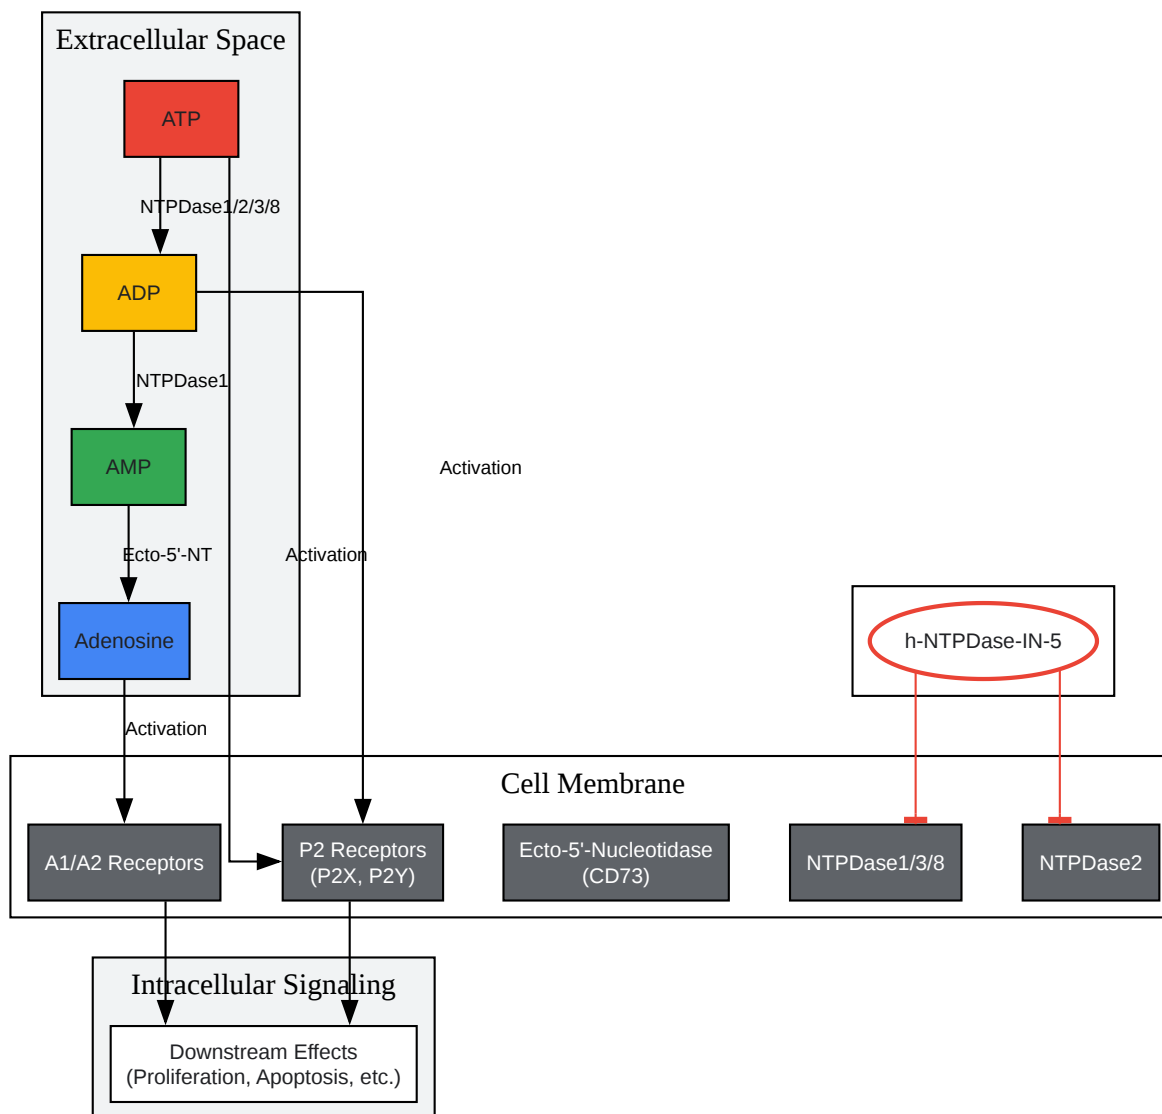 Extracellular Space
ATP
NTPDase1/2/3/8
ADP
NTPDase1
AMP
Activation
Ecto-5'-NT
Activation
Adenosine
h-NTPDase-IN-5
Activation
Cell Membrane
A1/A2 Receptors
P2 Receptors
(P2X, P2Y)
Ecto-5'-Nucleotidase
(CD73)
NTPDase1/3/8
NTPDase2
Intracellular Signaling
Downstream Effects
(Proliferation, Apoptosis, etc.)